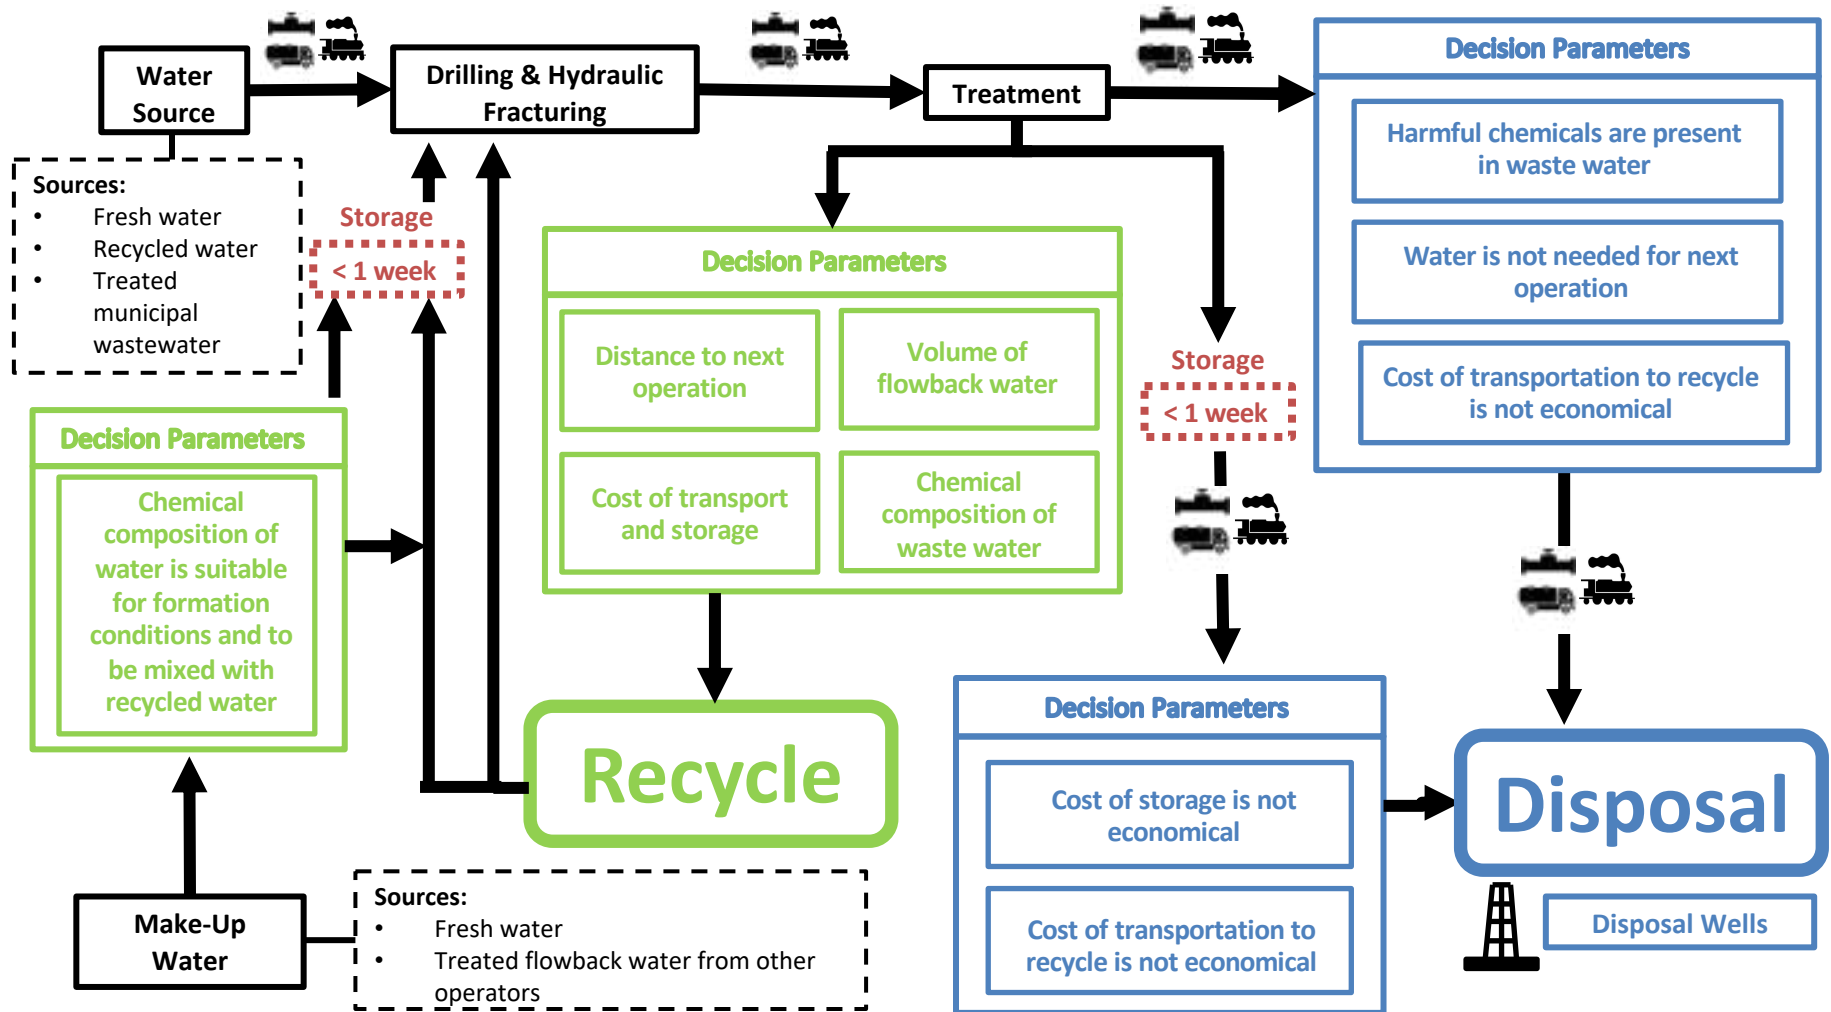 Water
Source
Drilling & Hydraulic
Fracturing
Treatment
Decision Parameters
Harmful chemicals are present
in waste water
Water is not needed for next
operation
Cost of transportation to recycle
is not economical
Sources:
• Fresh water
• Recycled water
• Treated
municipal
wastewater
Storage
< 1 week
Decision Parameters
Distance to next
operation
Volume of
flowback water
Cost of transport
and storage
Chemical
composition of
waste water
Storage
< 1 week
Decision Parameters
Chemical
composition of
water is suitable
for formation
conditions and to
be mixed with
recycled water
Recycle
Decision Parameters
Cost of storage is not
economical
Cost of transportation to
recycle is not economical
Disposal
Disposal Wells
Make-Up
Water
Sources:
• Fresh water
• Treated flowback water from other
operators